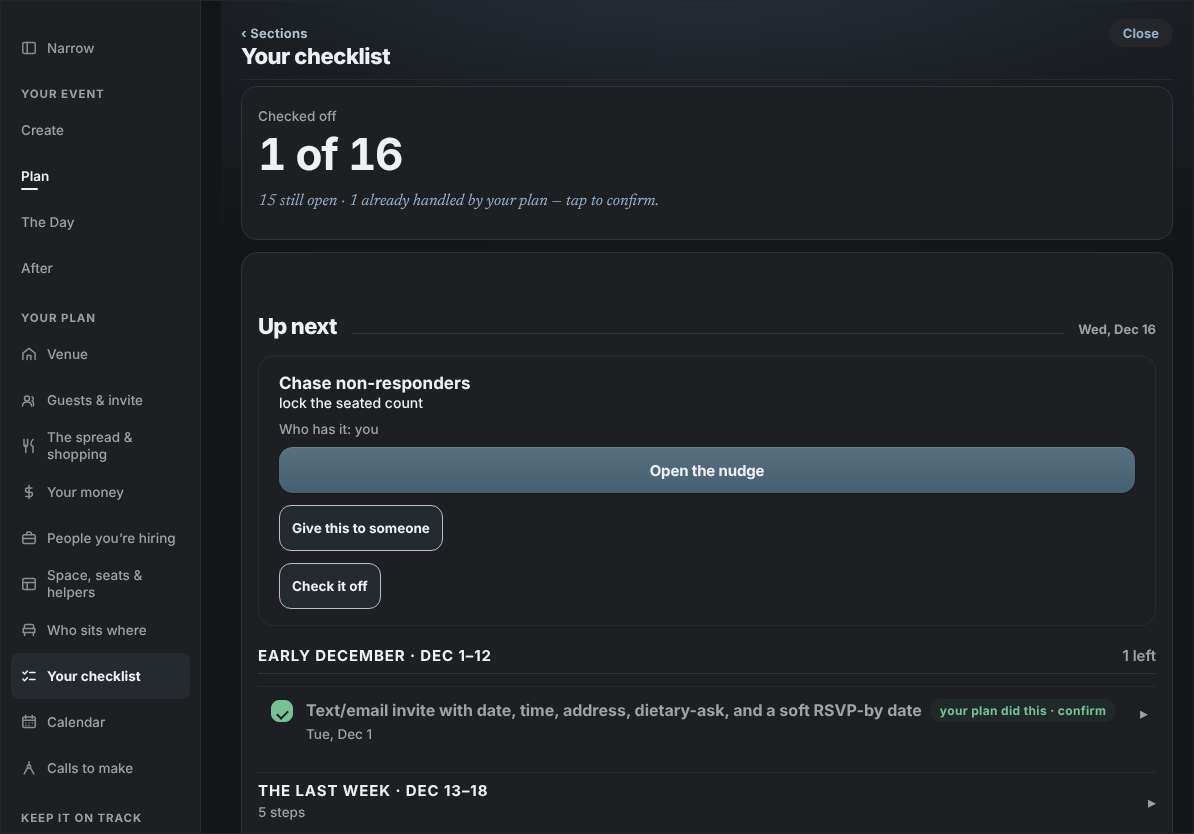 Narrow
YOUR EVENT
Create
Plan
The Day
After
YOUR PLAN
Venue
Guests & invite
The spread &
shopping
Your money
People you're hiring
Space, seats &
helpers
Who sits where
Your checklist
Calendar
Calls to make
KEEP IT ON TRACK
‹ Sections
Your checklist
Close
Checked off
1 of 16
15 still open · 1 already handled by your plan — tap to confirm.
Up next
Wed, Dec 16
Chase non-responders
lock the seated count
Who has it: you
Open the nudge
Give this to someone
Check it off
EARLY DECEMBER · DEC 1–12
1 left
Text/email invite with date, time, address, dietary-ask, and a soft RSVP-by date
your plan did this · confirm
Tue, Dec 1
THE LAST WEEK · DEC 13–18
5 steps